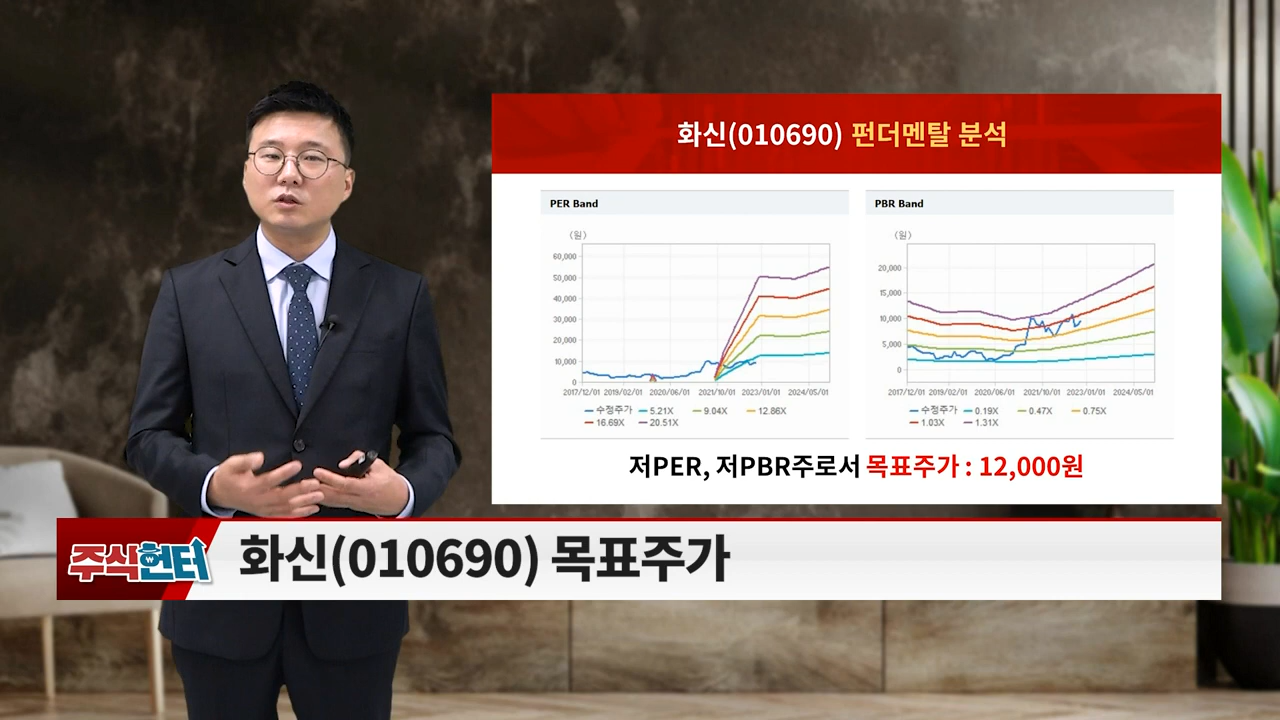 화신(010690) 펀더멘탈 분석
PER Band
(원)
60,000
50,000
40,000
30,000
20,000
10,000
0
2017/12/01 2019/02/01 2020/06/01 2021/10/01 2023/01/01 2024/05/01
수정주가 5.21X 9.04X 12.86X
16.69X 20.51X
PBR Band
(원)
20,000
15,000
10,000
5,000
0
2017/12/01 2019/02/01 2020/06/01 2021/10/01 2023/01/01 2024/05/01
수정주가 0.19X 0.47X 0.75X
1.03X 1.31X
저PER, 저PBR주로서 목표주가 : 12,000원
주식헌터
화신(010690) 목표주가